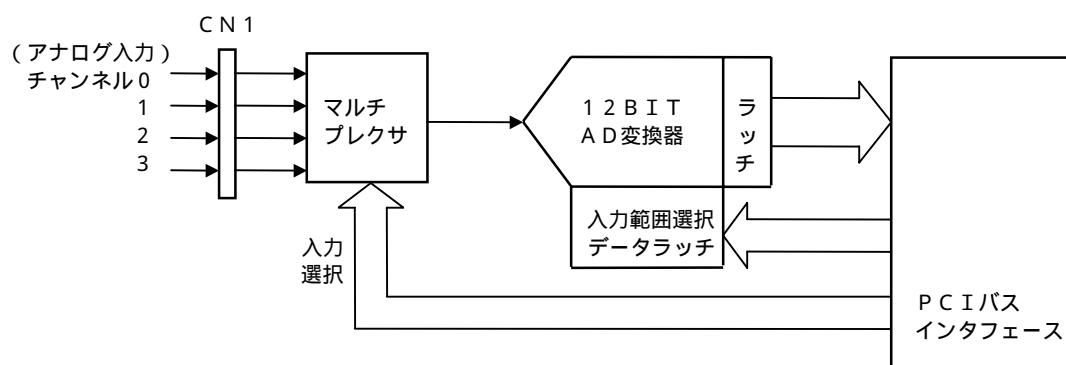 ＣＮ１
(アナログ入力)
チャンネル0
1
2
3
マルチ
プレクサ
１２ＢＩＴ
ＡＤ変換器
ラッチ
入力範囲選択
データラッチ
入力
選択
ＰＣＩバス
インタフェース